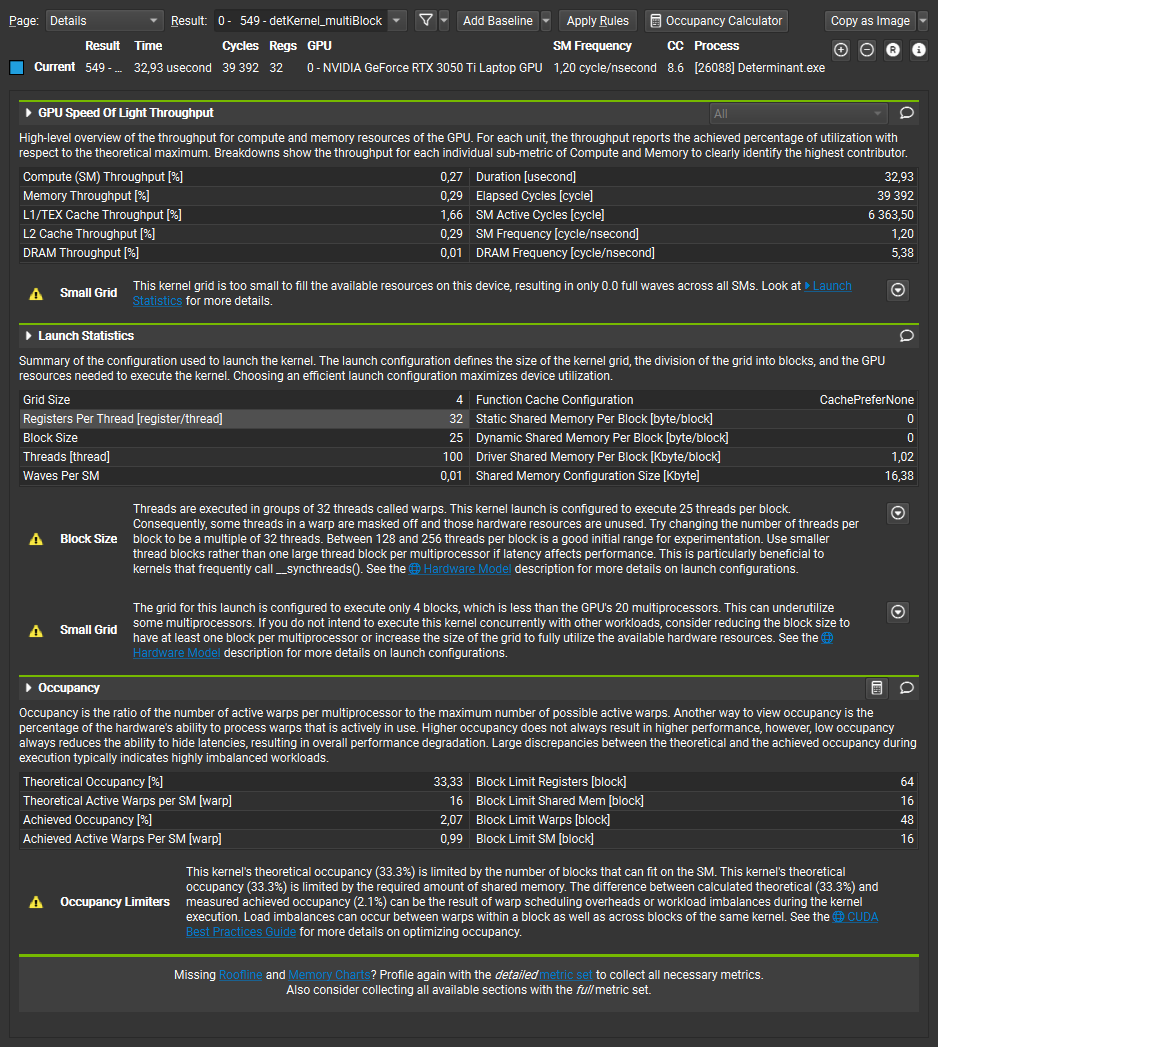 Page: Details Result: 0 - 549 - detKernel_multiBlock Add Baseline Apply Rules Occupancy Calculator Copy as Image
Result Time Cycles Regs GPU SM Frequency CC Process
Current 549 - ... 32,93 usecond 39 392 32 0 - NVIDIA GeForce RTX 3050 Ti Laptop GPU 1,20 cycle/nsecond 8.6 [26088] Determinant.exe
GPU Speed Of Light Throughput All
High-level overview of the throughput for compute and memory resources of the GPU. For each unit, the throughput reports the achieved percentage of utilization with
respect to the theoretical maximum. Breakdowns show the throughput for each individual sub-metric of Compute and Memory to clearly identify the highest contributor.
Compute (SM) Throughput [%] 0,27 Duration [usecond] 32,93
Memory Throughput [%] 0,29 Elapsed Cycles [cycle] 39 392
L1/TEX Cache Throughput [%] 1,66 SM Active Cycles [cycle] 6 363,50
L2 Cache Throughput [%] 0,29 SM Frequency [cycle/nsecond] 1,20
DRAM Throughput [%] 0,01 DRAM Frequency [cycle/nsecond] 5,38
Small Grid This kernel grid is too small to fill the available resources on this device, resulting in only 0.0 full waves across all SMs. Look at Launch
Statistics for more details.
Launch Statistics
Summary of the configuration used to launch the kernel. The launch configuration defines the size of the kernel grid, the division of the grid into blocks, and the GPU
resources needed to execute the kernel. Choosing an efficient launch configuration maximizes device utilization.
Grid Size 4 Function Cache Configuration CachePreferNone
Registers Per Thread [register/thread] 32 Static Shared Memory Per Block [byte/block] 0
Block Size 25 Dynamic Shared Memory Per Block [byte/block] 0
Threads [thread] 100 Driver Shared Memory Per Block [Kbyte/block] 1,02
Waves Per SM 0,01 Shared Memory Configuration Size [Kbyte] 16,38
Threads are executed in groups of 32 threads called warps. This kernel launch is configured to execute 25 threads per block.
Consequently, some threads in a warp are masked off and those hardware resources are unused. Try changing the number of threads per
Block Size block to be a multiple of 32 threads. Between 128 and 256 threads per block is a good initial range for experimentation. Use smaller
thread blocks rather than one large thread block per multiprocessor if latency affects performance. This is particularly beneficial to
kernels that frequently call __syncthreads(). See the Hardware Model description for more details on launch configurations.
The grid for this launch is configured to execute only 4 blocks, which is less than the GPU's 20 multiprocessors. This can underutilize
Small Grid some multiprocessors. If you do not intend to execute this kernel concurrently with other workloads, consider reducing the block size to
have at least one block per multiprocessor or increase the size of the grid to fully utilize the available hardware resources. See the
Hardware Model description for more details on launch configurations.
Occupancy
Occupancy is the ratio of the number of active warps per multiprocessor to the maximum number of possible active warps. Another way to view occupancy is the
percentage of the hardware's ability to process warps that is actively in use. Higher occupancy does not always result in higher performance, however, low occupancy
always reduces the ability to hide latencies, resulting in overall performance degradation. Large discrepancies between the theoretical and the achieved occupancy during
execution typically indicates highly imbalanced workloads.
Theoretical Occupancy [%] 33,33 Block Limit Registers [block] 64
Theoretical Active Warps per SM [warp] 16 Block Limit Shared Mem [block] 16
Achieved Occupancy [%] 2,07 Block Limit Warps [block] 48
Achieved Active Warps Per SM [warp] 0,99 Block Limit SM [block] 16
This kernel's theoretical occupancy (33.3%) is limited by the number of blocks that can fit on the SM. This kernel's theoretical
occupancy (33.3%) is limited by the required amount of shared memory. The difference between calculated theoretical (33.3%) and
Occupancy Limiters measured achieved occupancy (2.1%) can be the result of warp scheduling overheads or workload imbalances during the kernel
execution. Load imbalances can occur between warps within a block as well as across blocks of the same kernel. See the CUDA
Best Practices Guide for more details on optimizing occupancy.
Missing Roofline and Memory Charts? Profile again with the detailed metric set to collect all necessary metrics.
Also consider collecting all available sections with the full metric set.